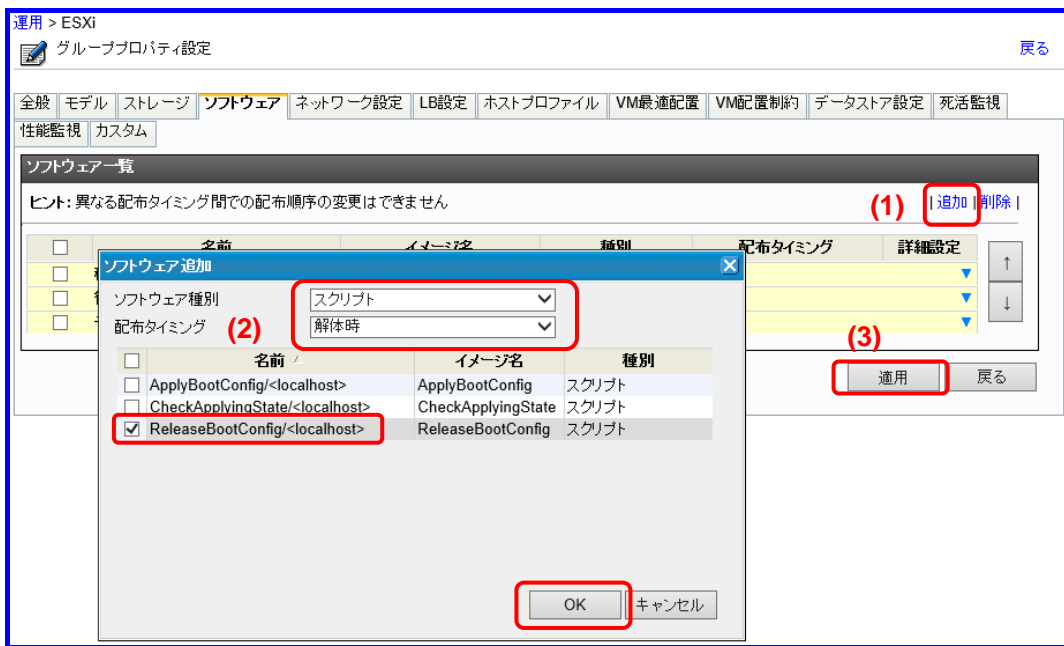 運用 > ESXi
グループプロパティ設定 戻る
全般 モデル ストレージ ソフトウェア ネットワーク設定 LB設定 ホストプロファイル VM最適配置 VM配置制約 データストア設定 死活監視
性能監視 カスタム
ソフトウェア一覧
ヒント: 異なる配布タイミング間での配布順序の変更はできません (1) | 追加 | 削除 |
名前 イメージ名 種別 配布タイミング 詳細設定
↑
↓
ソフトウェア追加
ソフトウェア種別 スクリプト
配布タイミング (2) 解体時
名前 イメージ名 種別
ApplyBootConfig/<localhost> ApplyBootConfig スクリプト
CheckApplyingState/<localhost> CheckApplyingState スクリプト
ReleaseBootConfig/<localhost> ReleaseBootConfig スクリプト
OK キャンセル
(3)
適用 戻る